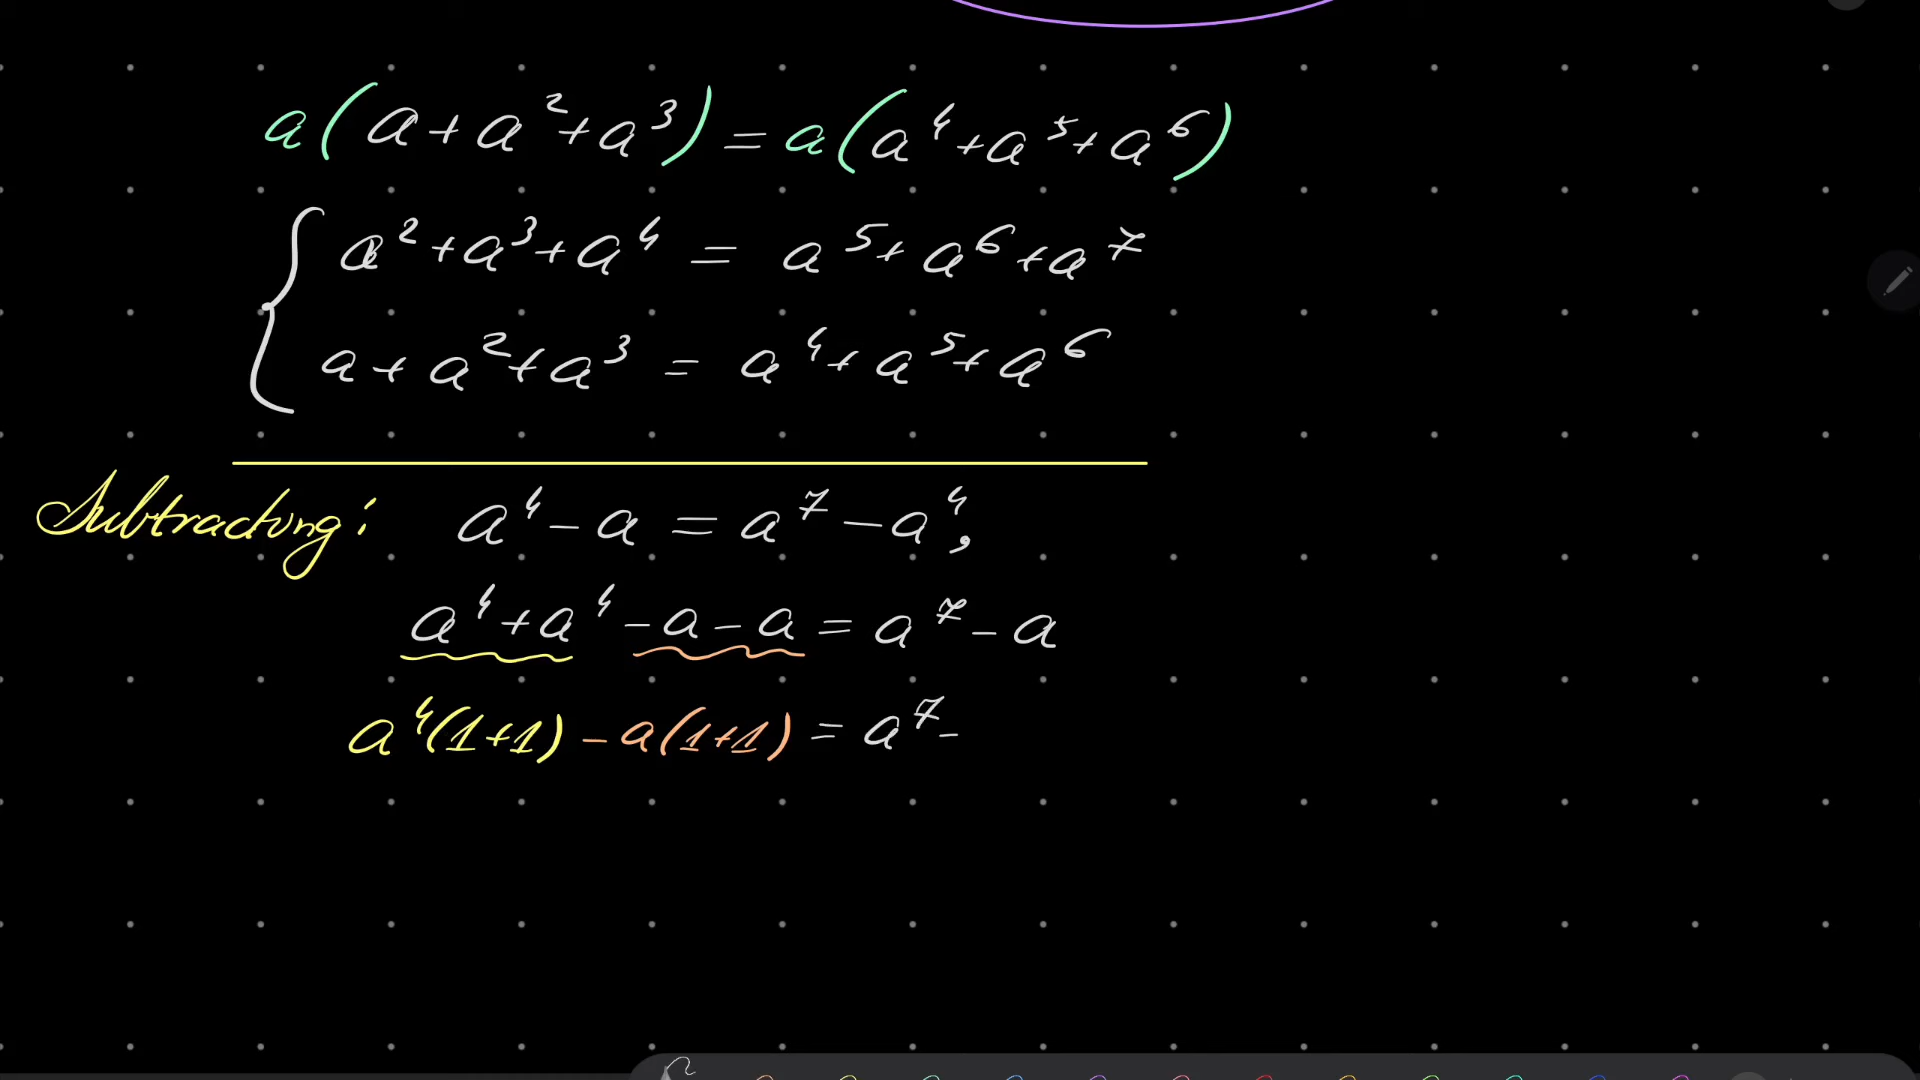 a(a+a²+a³)=a(a⁴+a⁵+a⁶)
a²+a³+a⁴ = a⁵+a⁶+a⁷
a+a²+a³ = a⁴+a⁵+a⁶
Subtracting: a⁴-a = a⁷-a⁴,
a⁴+a⁴-a-a=a⁷-a
a⁴(1+1)-a(1+1)=a⁷-